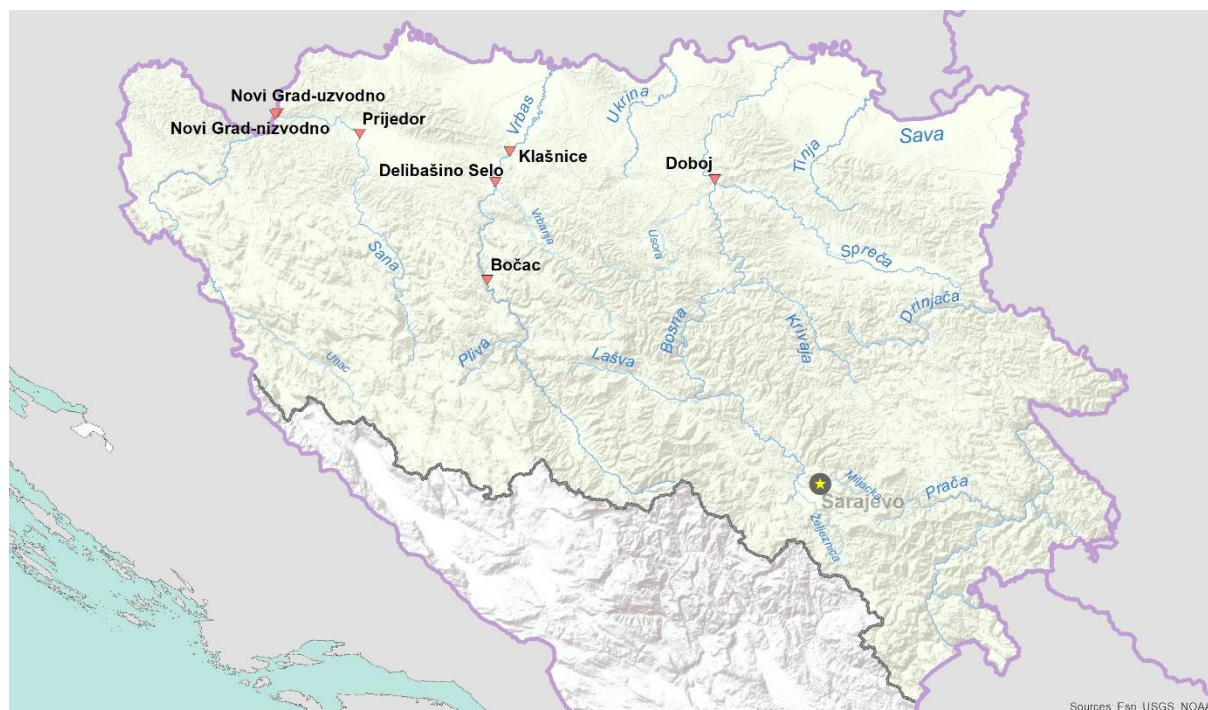 Novi Grad-uzvodno
Novi Grad-nizvodno
Prijedor
Vrbas
Ukrina
Klašnice
Delibašino Selo
Doboj
Tinja
Sava
Vrbanja
Usora
Spreča
Sana
Bočac
Drinjača
Bosna
Krivaja
Pliva
Lašva
Unac
Miljacka
Prača
Sarajevo
Željeznica
Sources: Esri, USGS, NOAA